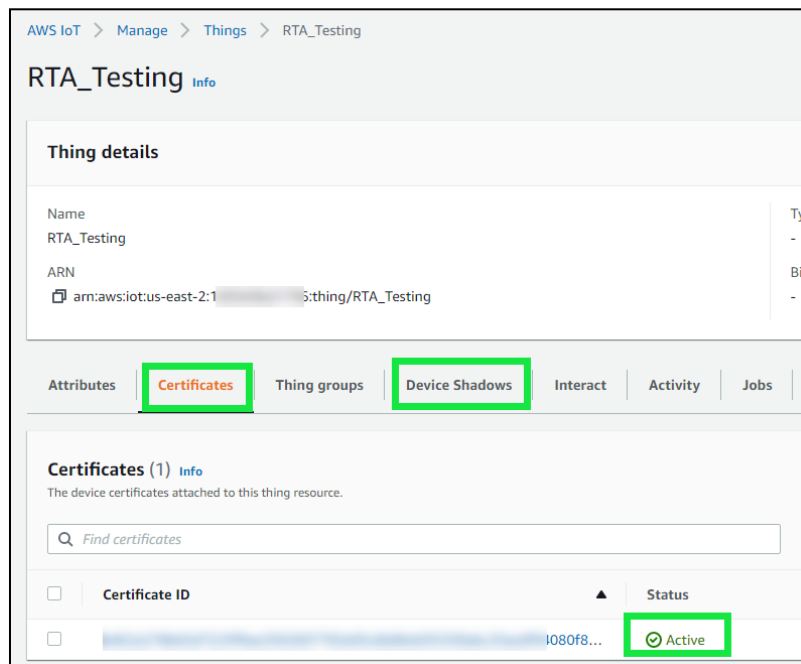 AWS IoT > Manage > Things > RTA_Testing
RTA_Testing Info
Thing details
Name
RTA_Testing
ARN
arn:aws:iot:us-east-2:1 :thing/RTA_Testing
-
-
Attributes Certificates Thing groups Device Shadows Interact Activity Jobs
Certificates (1) Info
The device certificates attached to this thing resource.
Find certificates
Certificate ID Status
4080f8... Active